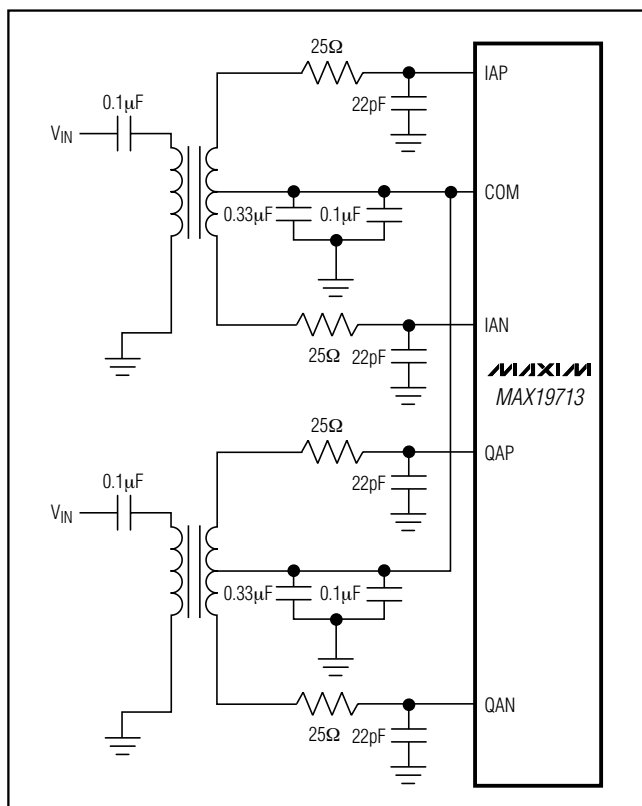 25Ω
IAP
0.1μF
22pF
VIN
COM
0.33μF
0.1μF
IAN
25Ω
22pF
MAXIM
MAX19713
25Ω
QAP
0.1μF
22pF
VIN
0.33μF
0.1μF
QAN
25Ω
22pF